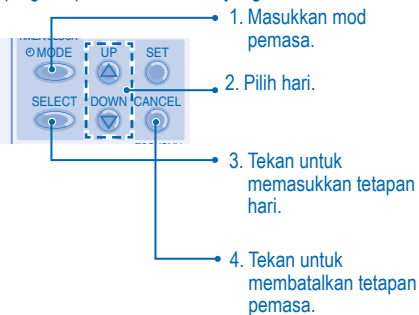 1. Masukkan mod
pemasa.
MODE UP SET
2. Pilih hari.
SELECT DOWN CANCEL
3. Tekan untuk
memasukkan tetapan
hari.
4. Tekan untuk
membatalkan tetapan
pemasa.